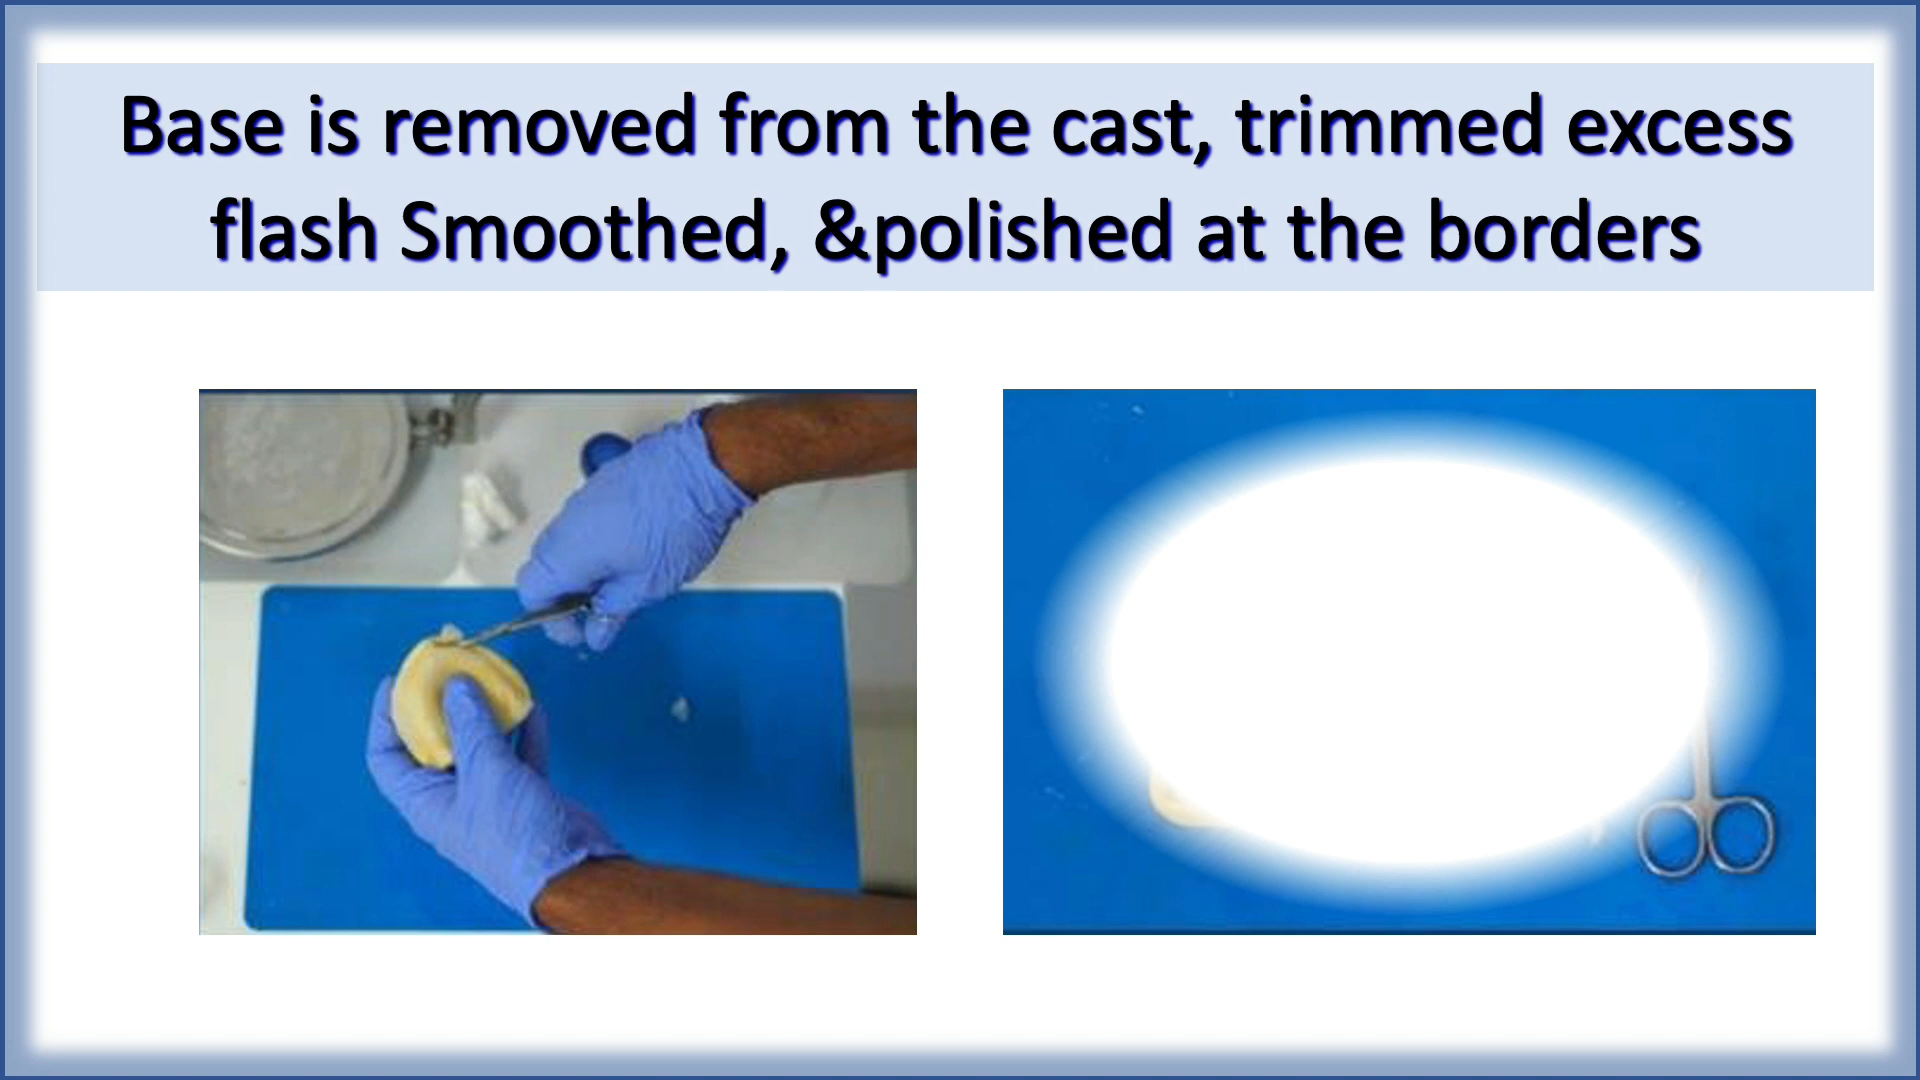 Base is removed from the cast, trimmed excess
flash Smoothed, &polished at the borders